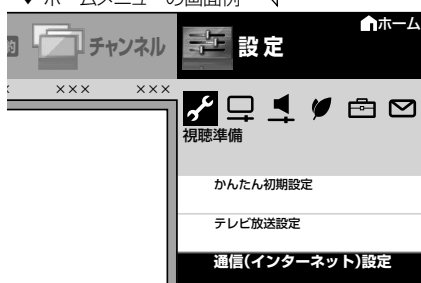 ホームメニューの画面例
ホーム
チャンネル
設定
××× ×××
視聴準備
かんたん初期設定
テレビ放送設定
通信(インターネット)設定